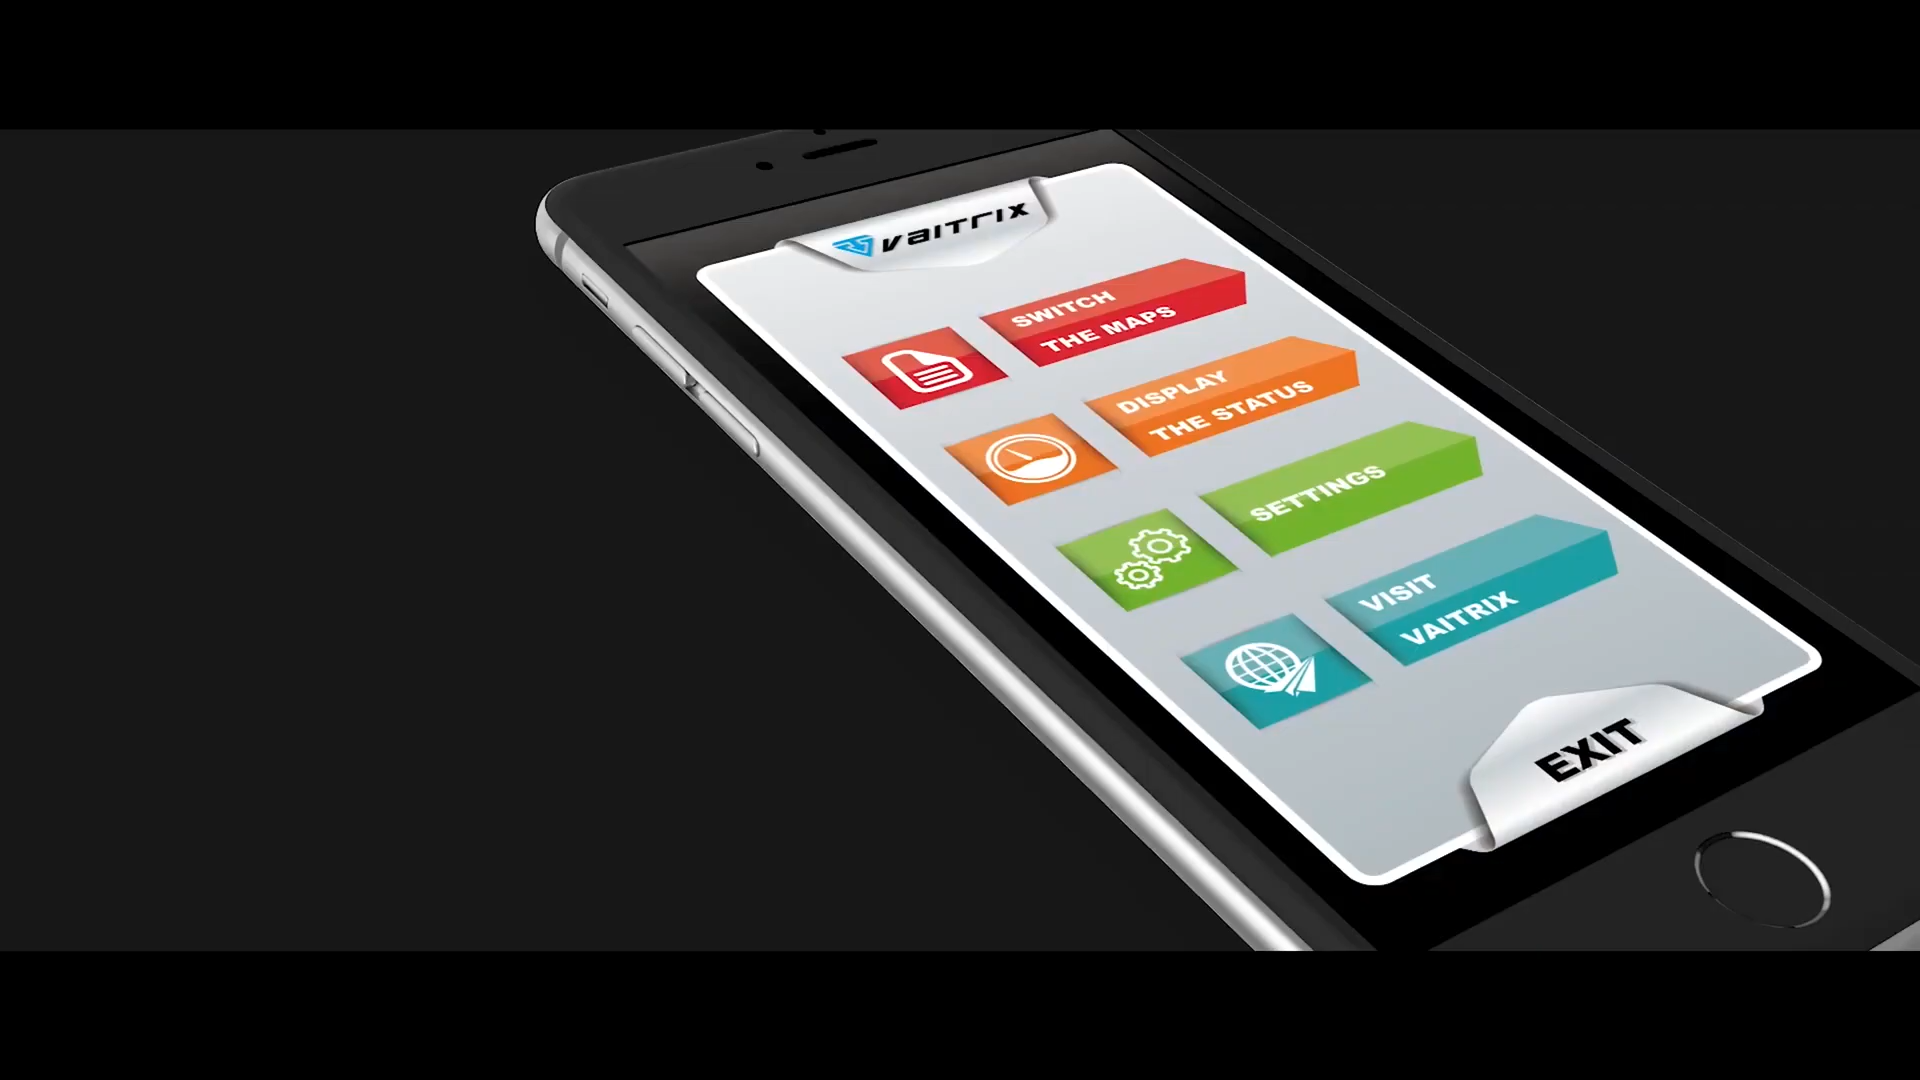 VAITRIX
SWITCH
THE MAPS
DISPLAY
THE STATUS
SETTINGS
VISIT
VAITRIX
EXIT